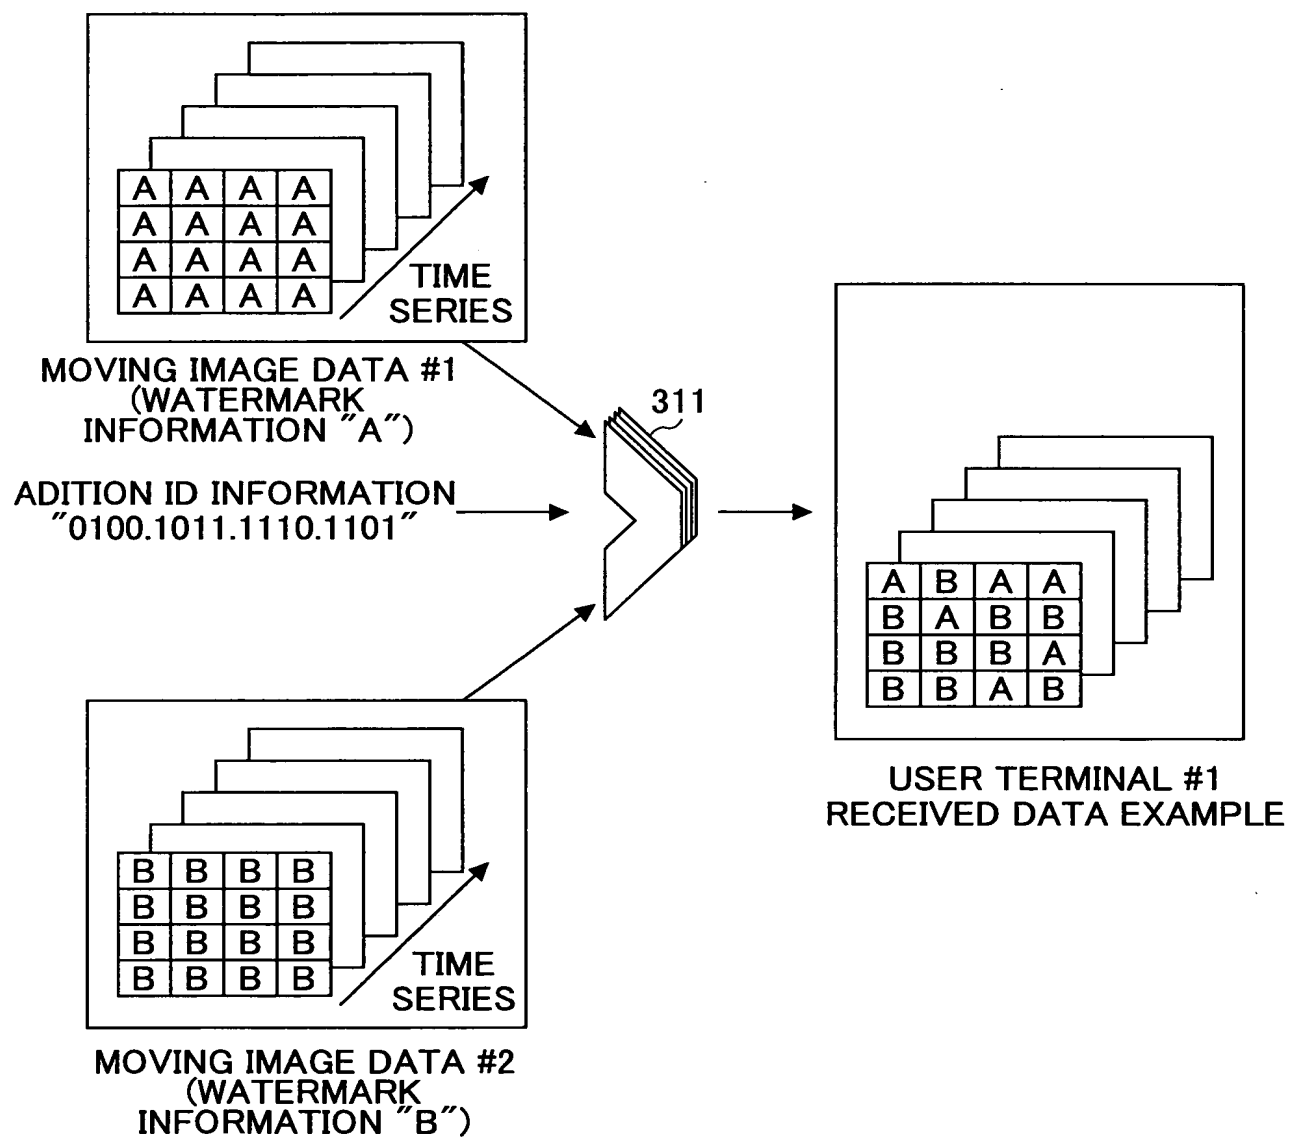 A A A A
A A A A
A A A A
A A A A
TIME
SERIES
MOVING IMAGE DATA #1
(WATERMARK
INFORMATION "A")
311
ADITION ID INFORMATION
"0100.1011.1110.1101"
A B A A
B A B B
B B B A
B B A B
USER TERMINAL #1
RECEIVED DATA EXAMPLE
B B B B
B B B B
B B B B
B B B B
TIME
SERIES
MOVING IMAGE DATA #2
(WATERMARK
INFORMATION "B")